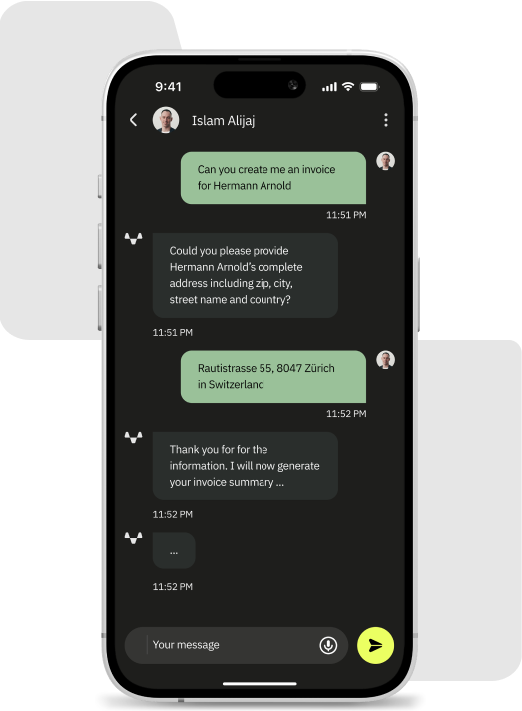 9:41
Islam Alijaj
Can you create me an invoice
for Hermann Arnold
11:51 PM
Could you please provide
Hermann Arnold's complete
address including zip, city,
street name and country?
11:51 PM
Rautistrasse 55, 8047 Zürich
in Switzerland
11:52 PM
Thank you for for the
information. I will now generate
your invoice summary ...
11:52 PM
...
11:52 PM
Your message